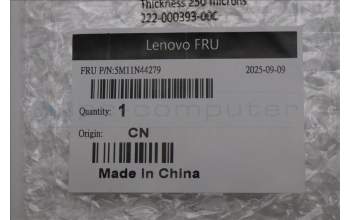 Thickness 250 microns
222-000393-00C
Lenovo FRU
FRU P/N:5M11N44279 2025-09-09
Quantity: 1
Origin: CN
Made in China